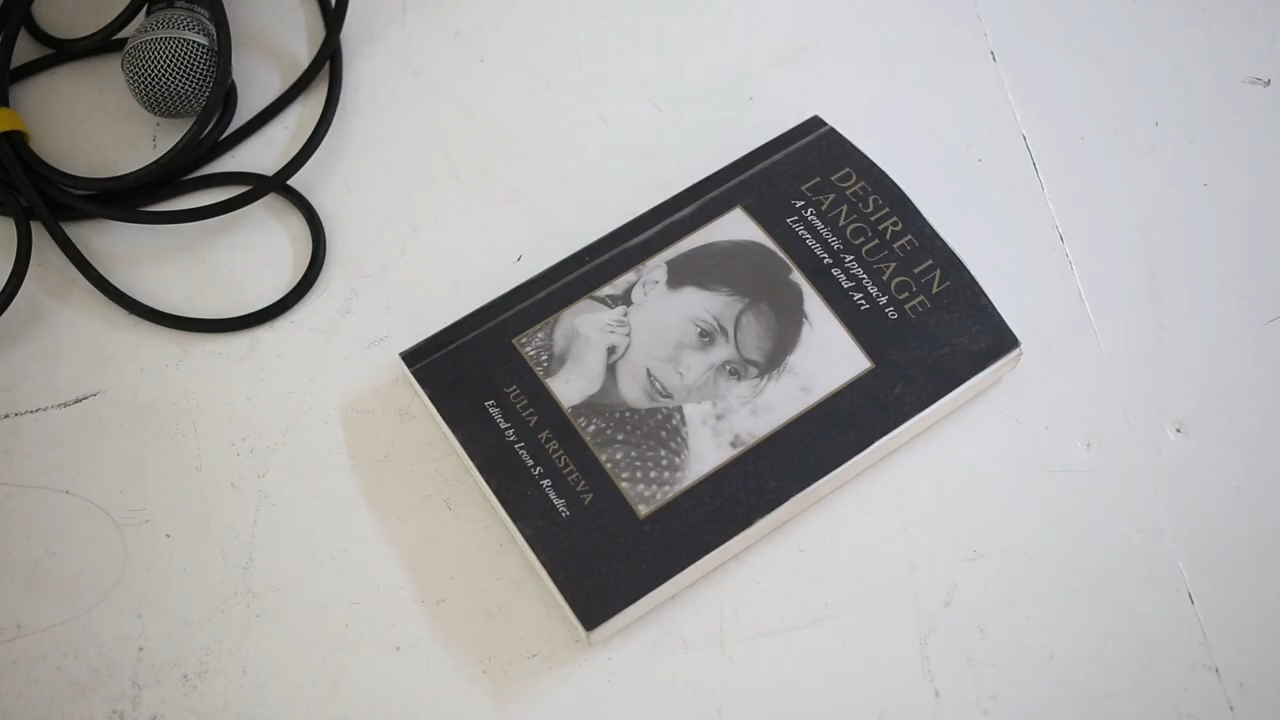 DESIRE IN
LANGUAGE
A Semiotic Approach to
Literature and Art
JULIA KRISTEVA
Edited by Leon S. Roudiez